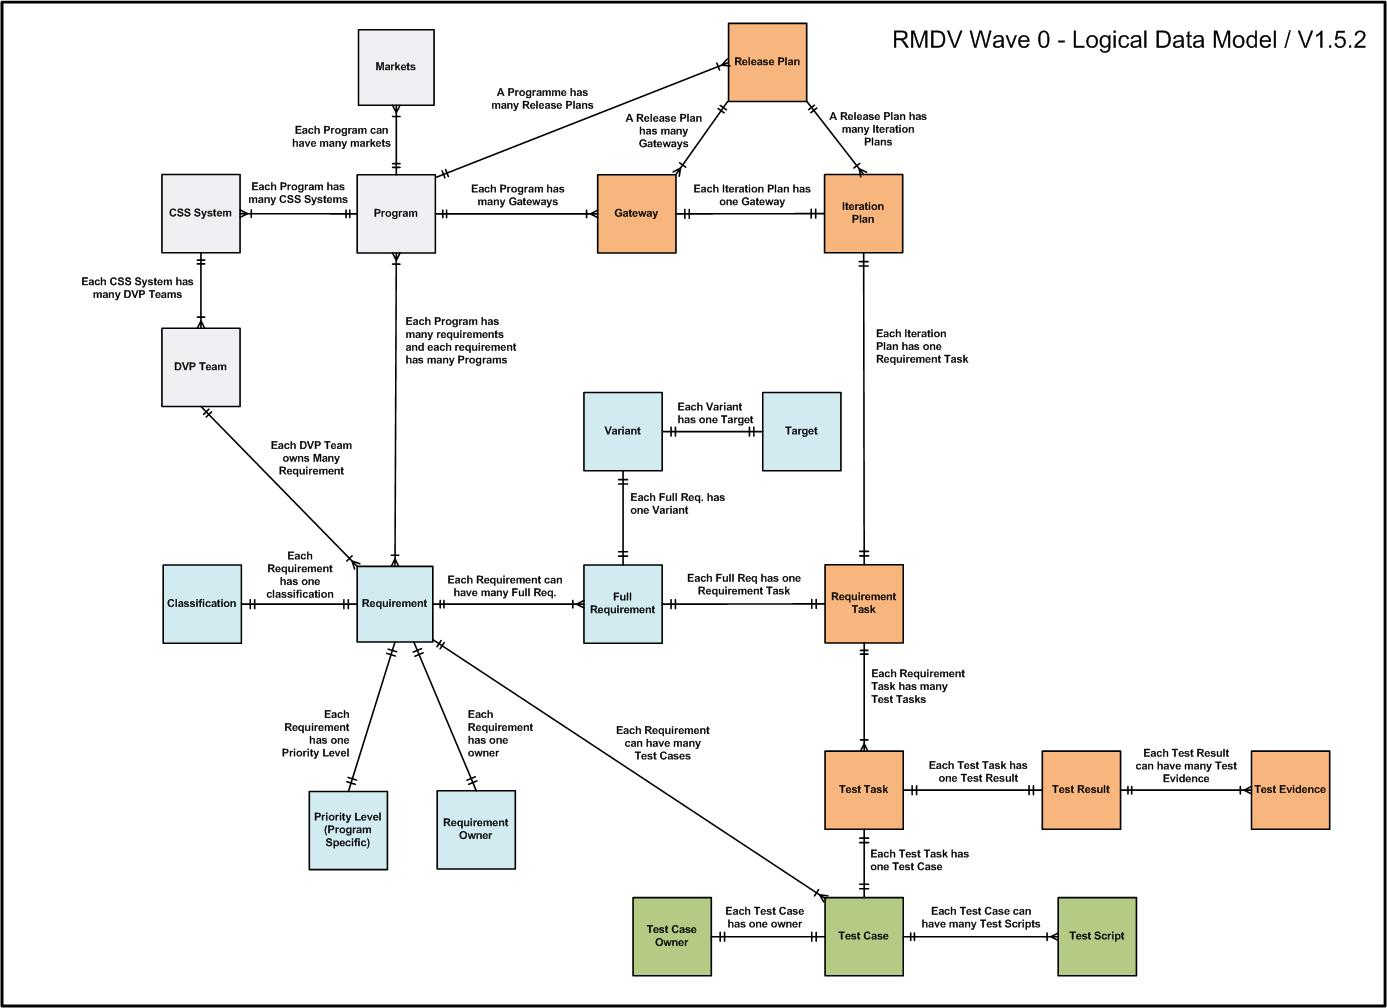 RMDV Wave 0 - Logical Data Model / V1.5.2
Markets
Release Plan
A Programme has
many Release Plans
Each Program can
have many markets
A Release Plan
has many
Gateways
A Release Plan has
many Iteration
Plans
CSS System
Each Program has
many CSS Systems
Program
Each Program has
many Gateways
Gateway
Each Iteration Plan has
one Gateway
Iteration
Plan
Each CSS System has
many DVP Teams
DVP Team
Each Program has
many requirements
and each requirement
has many Programs
Each Iteration
Plan has one
Requirement Task
Each DVP Team
owns Many
Requirement
Variant
Each Variant
has one Target
Target
Each Full Req. has
one Variant
Classification
Each
Requirement
has one
classification
Requirement
Each Requirement can
have many Full Req.
Full
Requirement
Each Full Req has one
Requirement Task
Requirement
Task
Each Requirement
Task has many
Test Tasks
Each
Requirement
has one
Priority Level
Each
Requirement
has one
owner
Each Requirement
can have many
Test Cases
Priority Level
(Program
Specific)
Requirement
Owner
Test Task
Each Test Task has
one Test Result
Test Result
Each Test Result
can have many Test
Evidence
Test Evidence
Each Test Task has
one Test Case
Test Case
Owner
Each Test Case
has one owner
Test Case
Each Test Case can
have many Test Scripts
Test Script